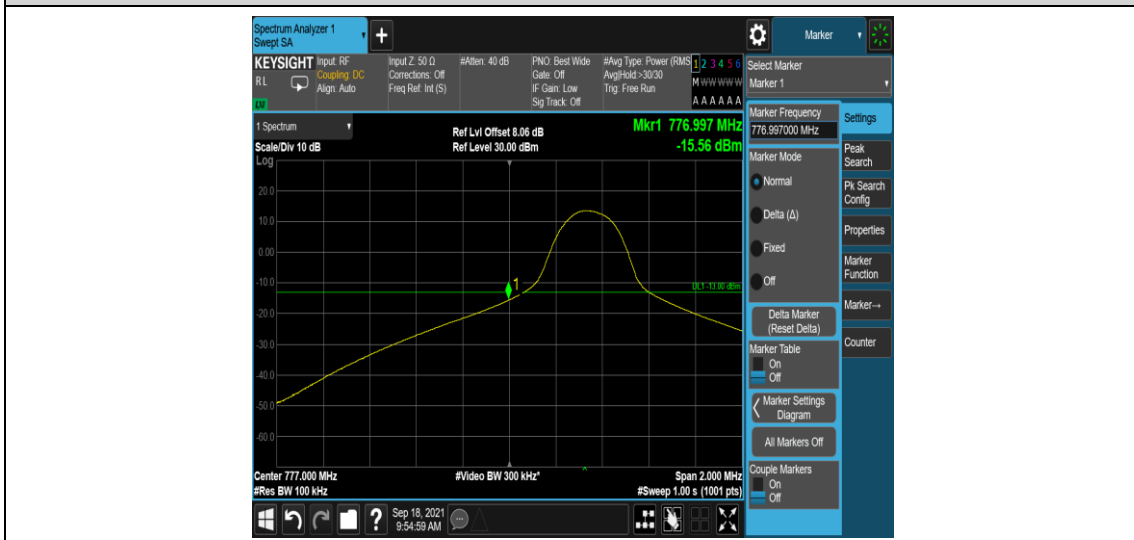 Spectrum Analyzer 1
Swept SA
+
Marker
KEYSIGHT Input: RF Input Z: 50 Ω #Atten: 40 dB PNO: Best Wide #Avg Type: Power (RMS 1 2 3 4 5 6
RL Coupling: DC Corrections: Off Gate: Off Avg|Hold:>30/30 M W W W W W
Align: Auto Freq Ref: Int (S) IF Gain: Low Trig: Free Run
LV Sig Track: Off A A A A A A
Select Marker
Marker 1
1 Spectrum Ref Lvl Offset 8.06 dB Mkr1 776.997 MHz
Scale/Div 10 dB Ref Level 30.00 dBm -15.56 dBm
Log
20.0
10.0
0.00
-10.0
1
DL1 -13.00 dBm
-20.0
-30.0
-40.0
-50.0
-60.0
Center 777.000 MHz #Video BW 300 kHz* Span 2.000 MHz
#Res BW 100 kHz #Sweep 1.00 s (1001 pts)
Marker Frequency
776.997000 MHz
Marker Mode
Normal
Delta (Δ)
Fixed
Off
Delta Marker
(Reset Delta)
Marker Table
On
Off
Marker Settings
Diagram
All Markers Off
Couple Markers
On
Off
Settings
Peak
Search
Pk Search
Config
Properties
Marker
Function
Marker→
Counter
? Sep 18, 2021
9:54:59 AM